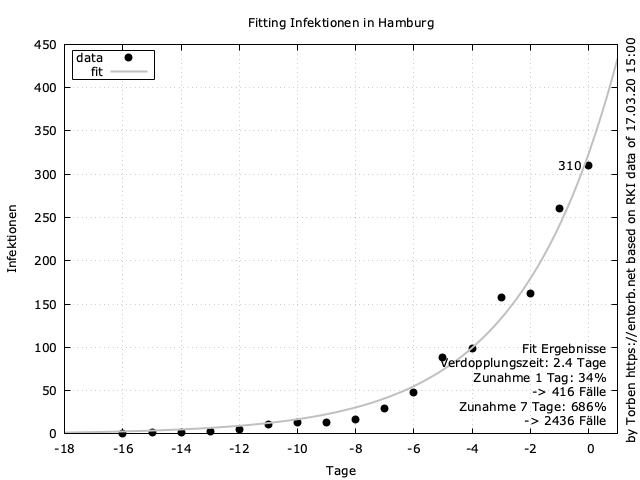 Fitting Infektionen in Hamburg
data
fit
450
400
350
300
250
200
150
100
50
0
Infektionen
310
Fit Ergebnisse
Verdopplungszeit: 2.4 Tage
Zunahme 1 Tag: 34%
-> 416 Fälle
Zunahme 7 Tage: 686%
-> 2436 Fälle
-18 -16 -14 -12 -10 -8 -6 -4 -2 0
Tage
by Torben https://entorb.net based on RKI data of 17.03.20 15:00